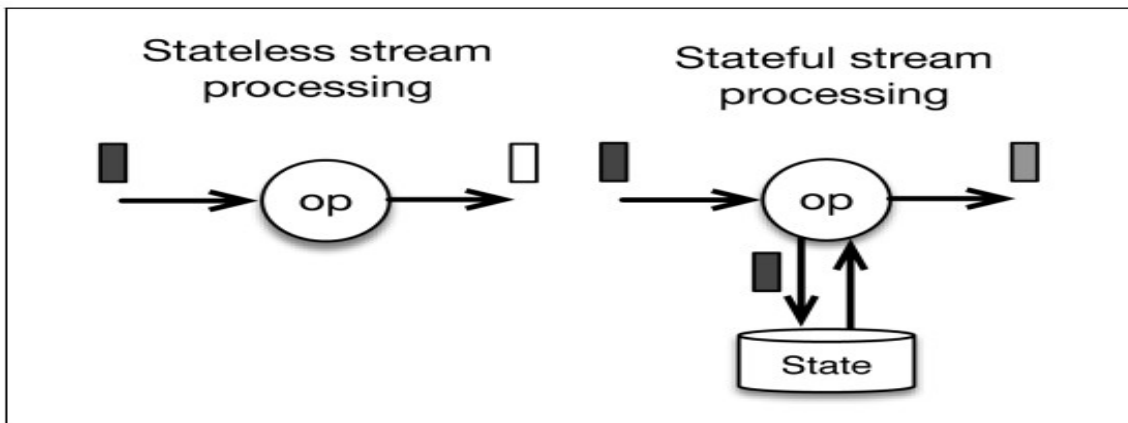 Stateless stream
processing
op
Stateful stream
processing
op
State